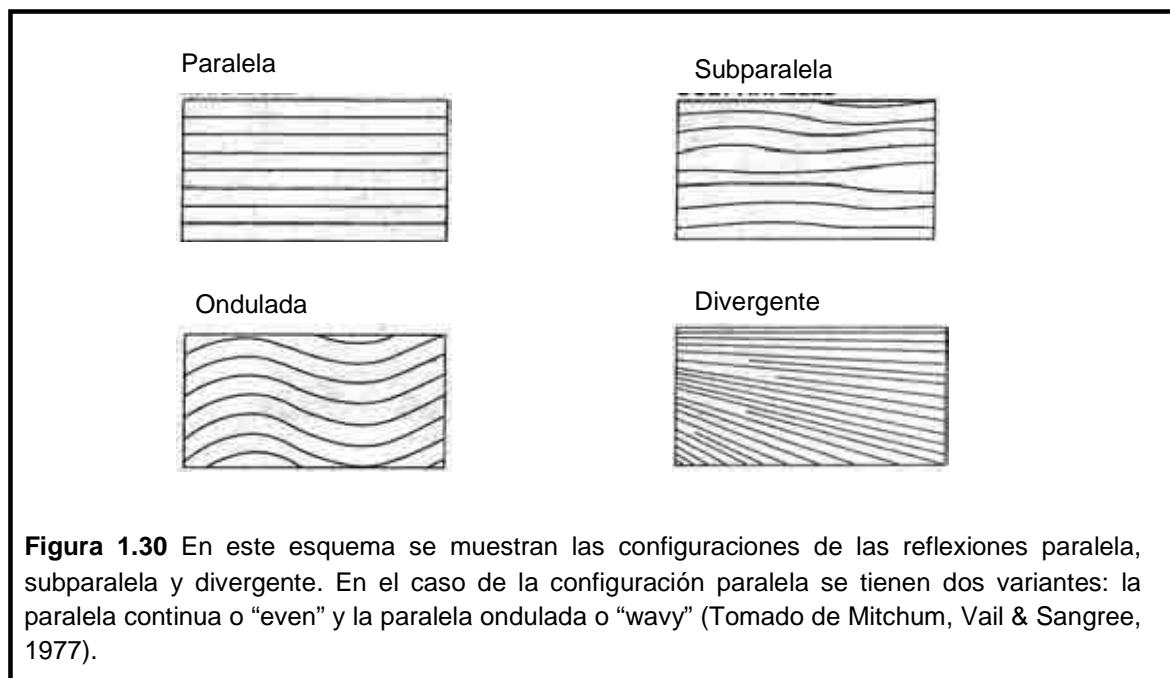 Paralela
Subparalela
Ondulada
Divergente
Figura 1.30 En este esquema se muestran las configuraciones de las reflexiones paralela,
subparalela y divergente. En el caso de la configuración paralela se tienen dos variantes: la
paralela continua o “even” y la paralela ondulada o “wavy” (Tomado de Mitchum, Vail & Sangree,
1977).